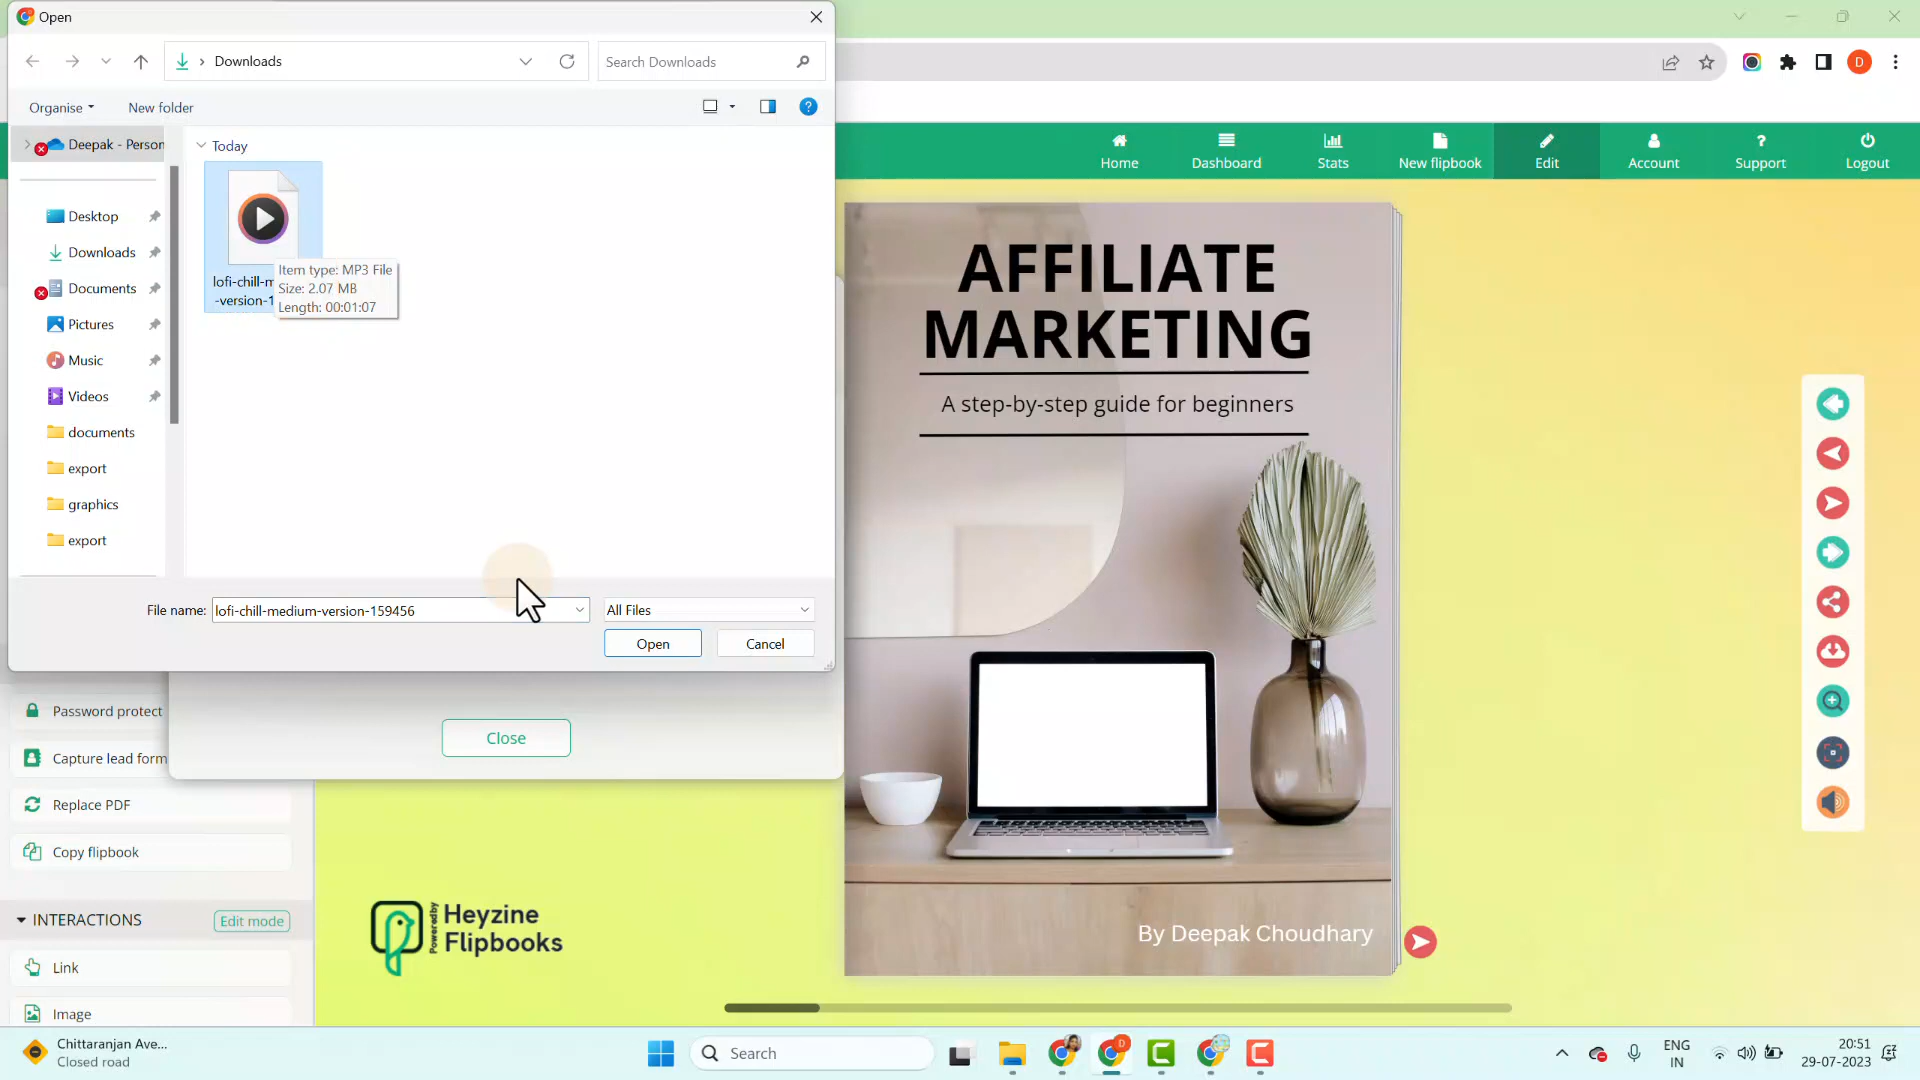 Open
Downloads
Search Downloads
Organise
New folder
Deepak - Person
Desktop
Downloads
Documents
Pictures
Music
Videos
documents
export
graphics
export
Today
lofi-chill-m
-version-1
Item type: MP3 File
Size: 2.07 MB
Length: 00:01:07
File name:
lofi-chill-medium-version-159456
All Files
Open
Cancel
D
Home
Dashboard
Stats
New flipbook
Edit
Account
Support
Logout
AFFILIATE
MARKETING
A step-by-step guide for beginners
By Deepak Choudhary
Close
Password protect
Capture lead form
Replace PDF
Copy flipbook
INTERACTIONS
Edit mode
Link
Image
Powered by
Heyzine
Flipbooks
Chittaranjan Ave...
Closed road
Search
D
ENG
IN
20:51
29-07-2023